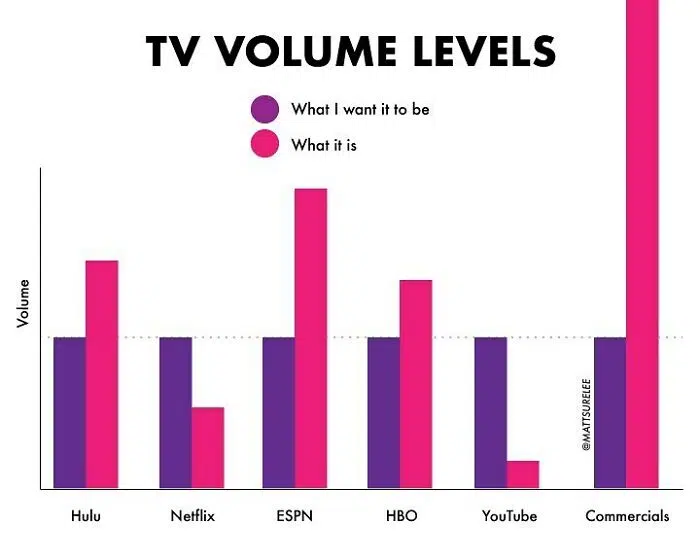 TV VOLUME LEVELS
What I want it to be
What it is
Volume
@MATTSURELEE
Hulu
Netflix
ESPN
HBO
YouTube
Commercials